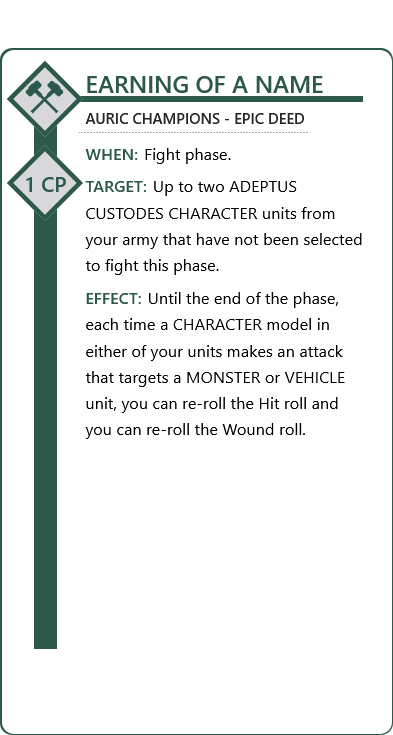 EARNING OF A NAME
AURIC CHAMPIONS - EPIC DEED
WHEN: Fight phase.
1 CP
TARGET: Up to two ADEPTUS
CUSTODES CHARACTER units from
your army that have not been selected
to fight this phase.
EFFECT: Until the end of the phase,
each time a CHARACTER model in
either of your units makes an attack
that targets a MONSTER or VEHICLE
unit, you can re-roll the Hit roll and
you can re-roll the Wound roll.